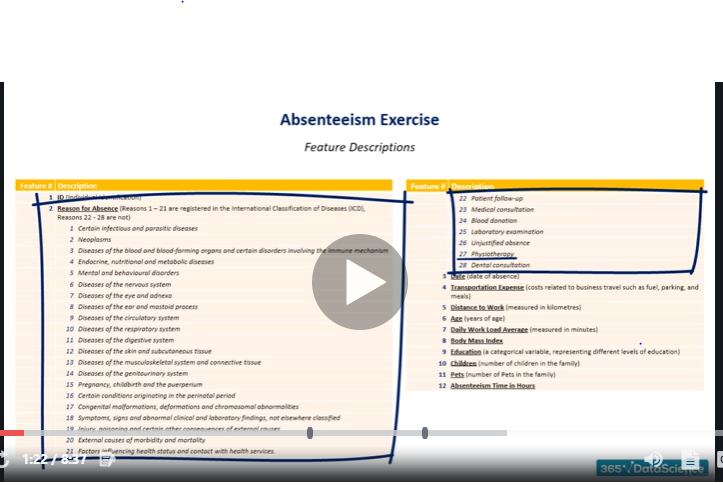 Absenteeism Exercise
Feature Descriptions
Feature # Description
1 ID (individual identification)
2 Reason for Absence (Reasons 1 – 21 are registered in the International Classification of Diseases (ICD),
Reasons 22 - 28 are not)
1 Certain infectious and parasitic diseases
2 Neoplasms
3 Diseases of the blood and blood-forming organs and certain disorders involving the immune mechanism
4 Endocrine, nutritional and metabolic diseases
5 Mental and behavioural disorders
6 Diseases of the nervous system
7 Diseases of the eye and adnexa
8 Diseases of the ear and mastoid process
9 Diseases of the circulatory system
10 Diseases of the respiratory system
11 Diseases of the digestive system
12 Diseases of the skin and subcutaneous tissue
13 Diseases of the musculoskeletal system and connective tissue
14 Diseases of the genitourinary system
15 Pregnancy, childbirth and the puerperium
16 Certain conditions originating in the perinatal period
17 Congenital malformations, deformations and chromosomal abnormalities
18 Symptoms, signs and abnormal clinical and laboratory findings, not elsewhere classified
19 Injury, poisoning and certain other consequences of external causes
20 External causes of morbidity and mortality
21 Factors influencing health status and contact with health services.
Feature # Description
22 Patient follow-up
23 Medical consultation
24 Blood donation
25 Laboratory examination
26 Unjustified absence
27 Physiotherapy
28 Dental consultation
3 Date (date of absence)
4 Transportation Expense (costs related to business travel such as fuel, parking, and
meals)
5 Distance to Work (measured in kilometres)
6 Age (years of age)
7 Daily Work Load Average (measured in minutes)
8 Body Mass Index
9 Education (a categorical variable, representing different levels of education)
10 Children (number of children in the family)
11 Pets (number of Pets in the family)
12 Absenteeism Time in Hours
1:22 / 8:37
365 DataScience